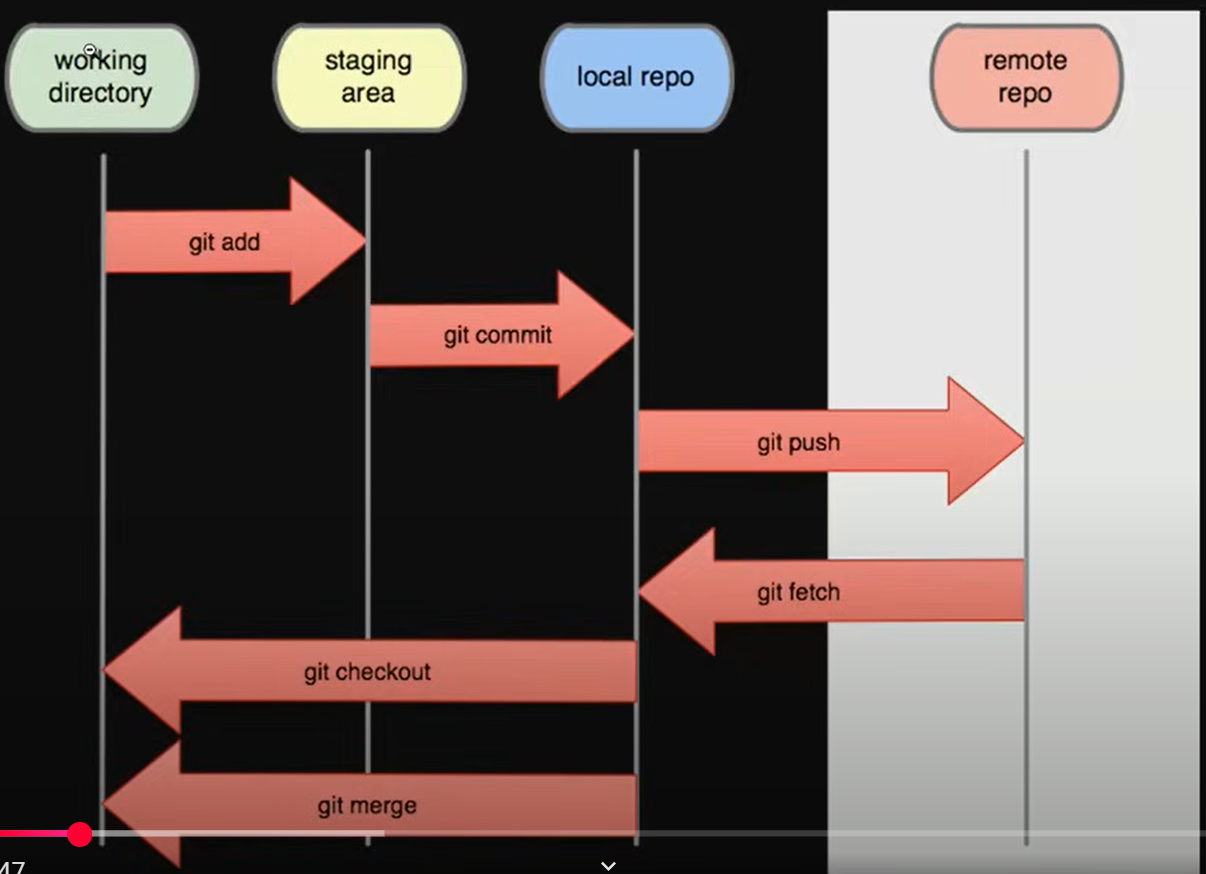 working
directory
staging
area
local repo
remote
repo
git add
git commit
git push
git fetch
git checkout
git merge